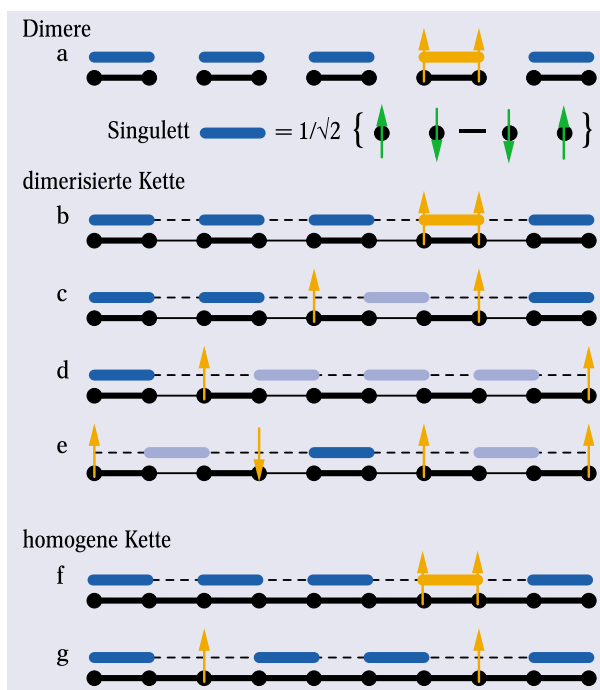 Dimere
a
Singulett = 1/√2 { − }
dimerisierte Kette
b
c
d
e
homogene Kette
f
g